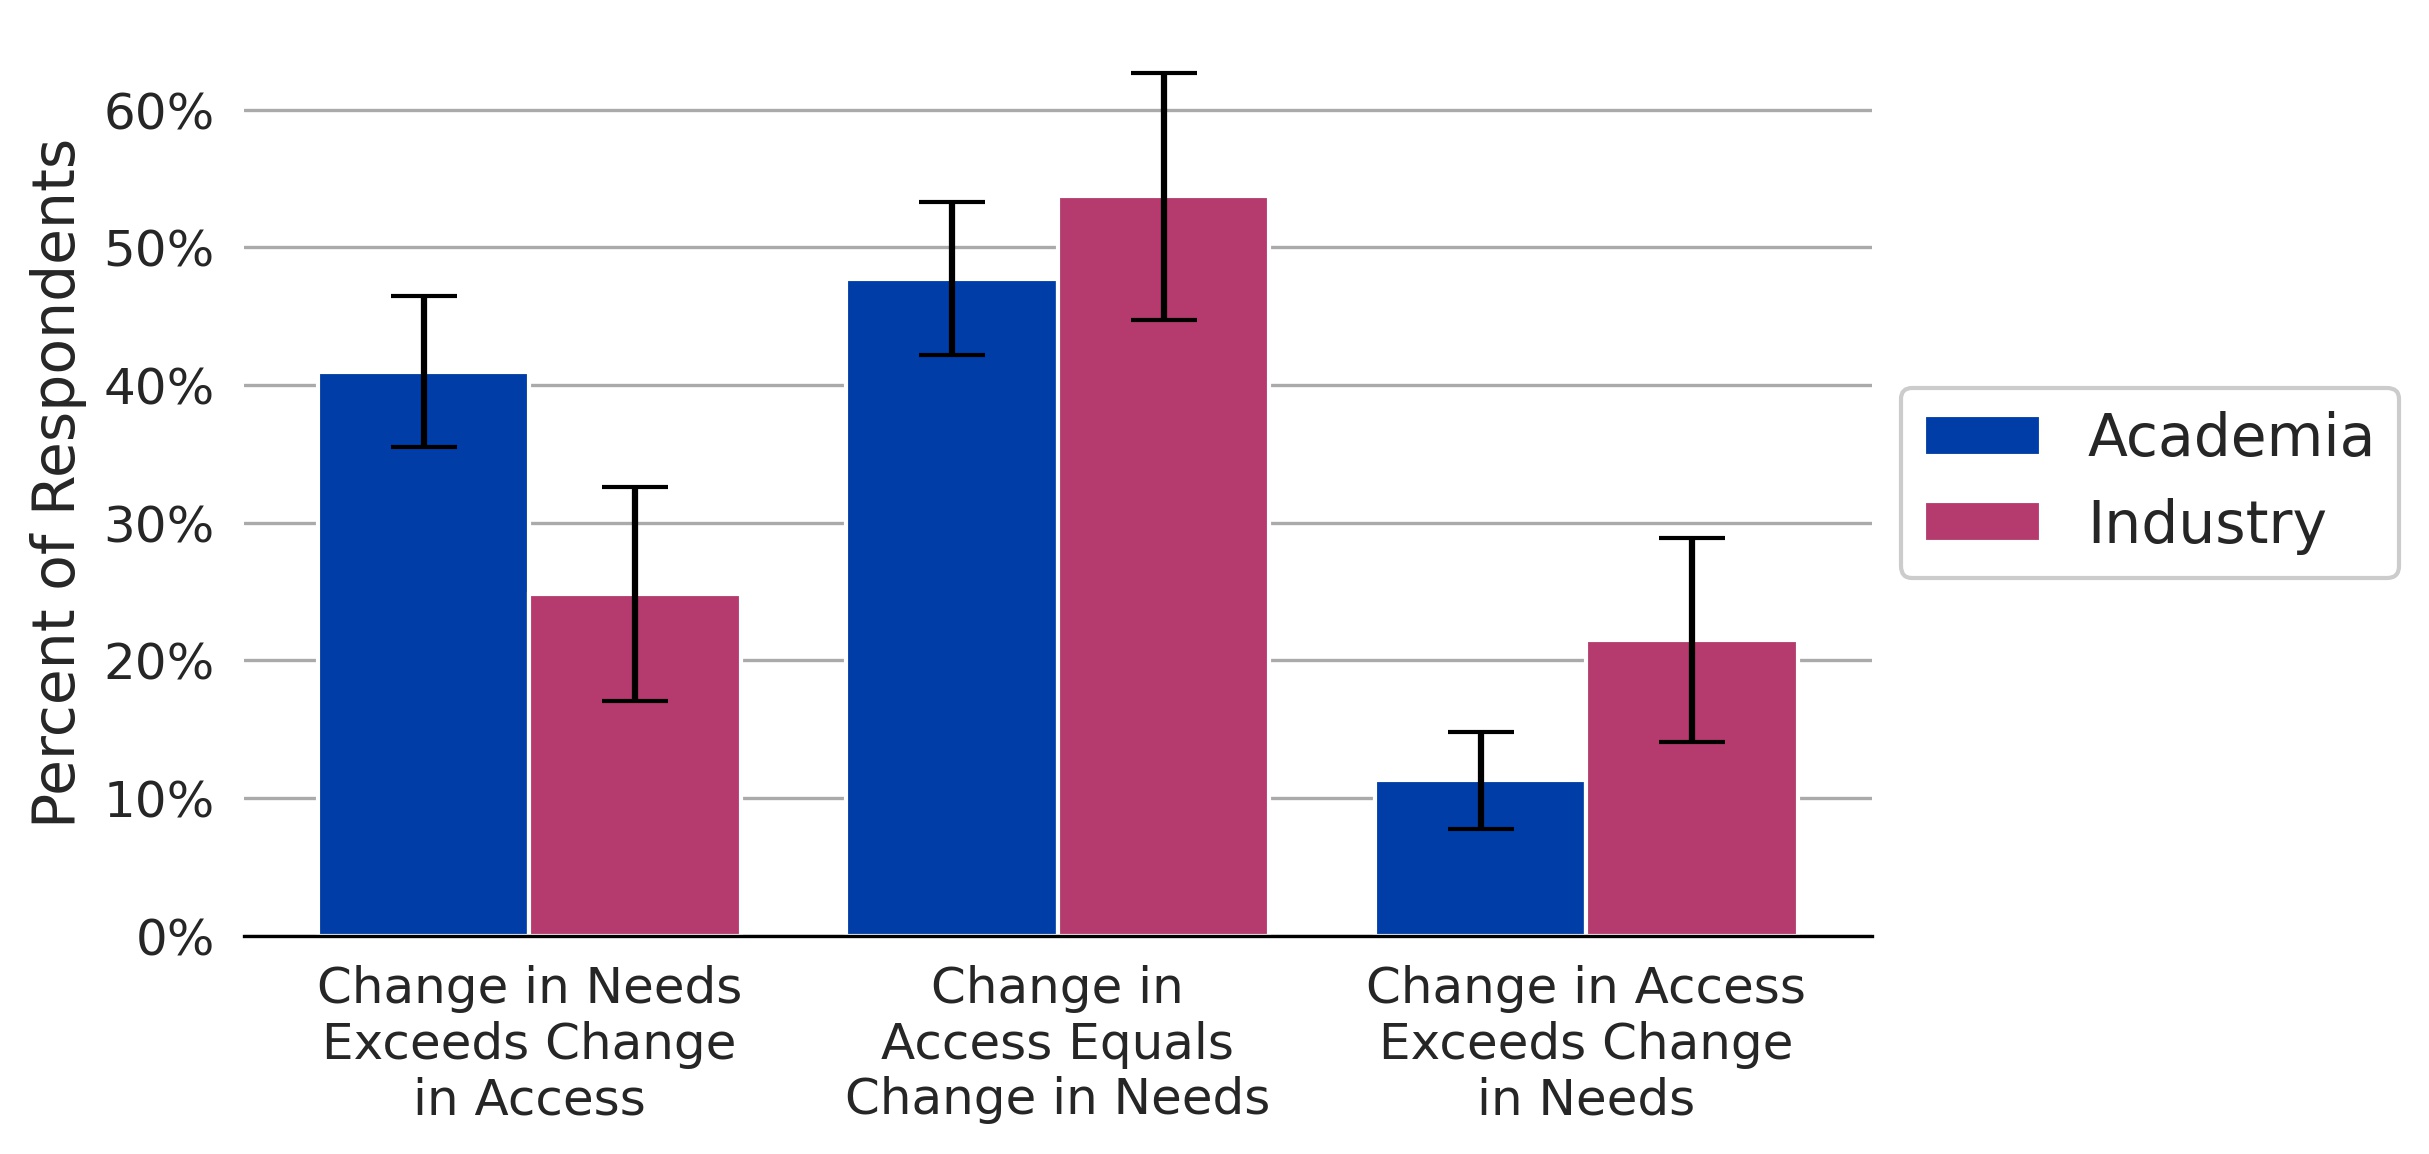 Percent of Respondents
60%
50%
40%
30%
20%
10%
0%
Change in Needs
Exceeds Change
in Access
Change in
Access Equals
Change in Needs
Change in Access
Exceeds Change
in Needs
Academia
Industry